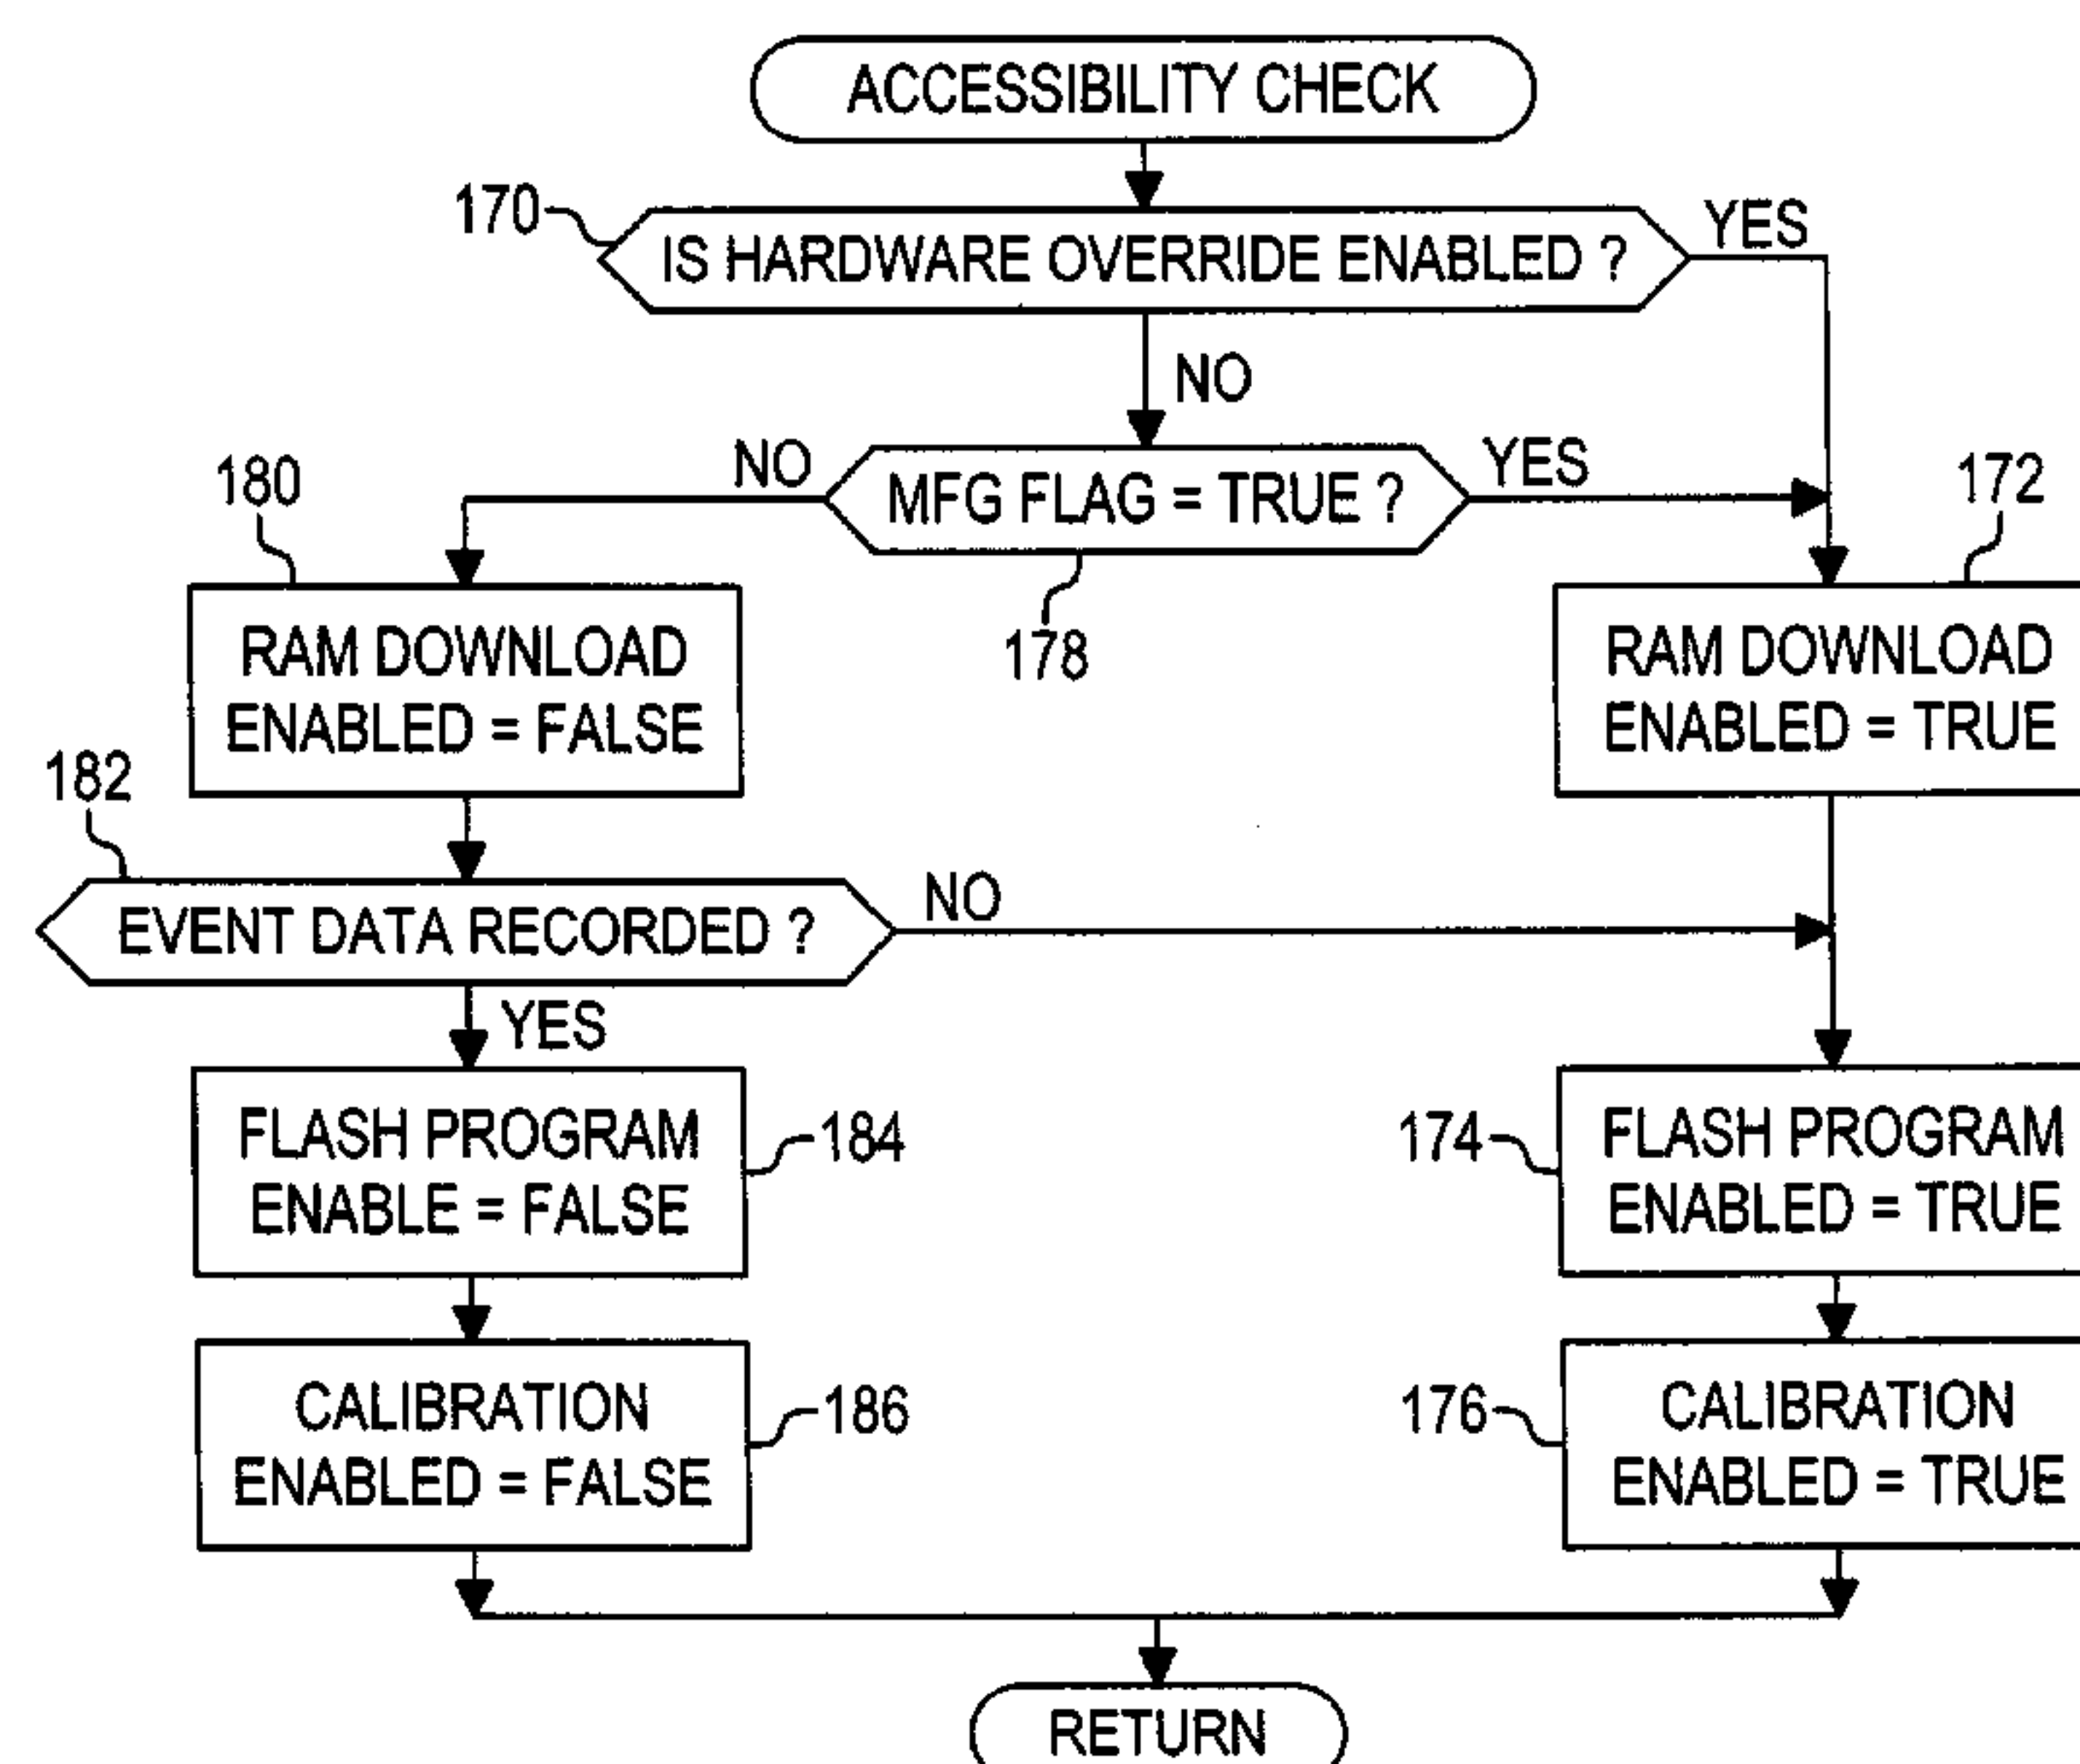 ACCESSIBILITY CHECK
170
IS HARDWARE OVERRIDE ENABLED ?
YES
NO
NO
MFG FLAG = TRUE ?
YES
180
178
172
RAM DOWNLOAD
ENABLED = FALSE
RAM DOWNLOAD
ENABLED = TRUE
182
EVENT DATA RECORDED ?
NO
YES
FLASH PROGRAM
ENABLE = FALSE
184
174
FLASH PROGRAM
ENABLED = TRUE
CALIBRATION
ENABLED = FALSE
186
176
CALIBRATION
ENABLED = TRUE
RETURN